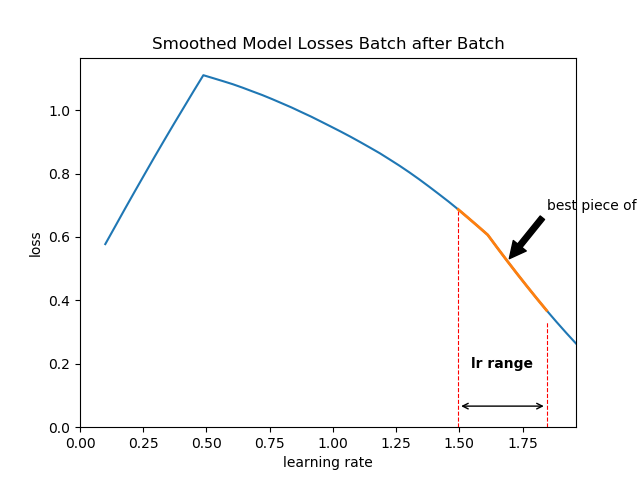 Smoothed Model Losses Batch after Batch
1.0
0.8
best piece of
loss
0.6
0.4
0.2
lr range
0.0
0.00 0.25 0.50 0.75 1.00 1.25 1.50 1.75
learning rate